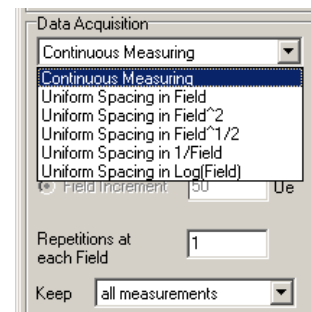 Data Acquisition
Continuous Measuring
Continuous Measuring
Uniform Spacing in Field
Uniform Spacing in Field^2
Uniform Spacing in Field^1/2
Uniform Spacing in 1/Field
Uniform Spacing in Log(Field)
Field Increment 50 Oe
Repetitions at 1
each Field
Keep all measurements